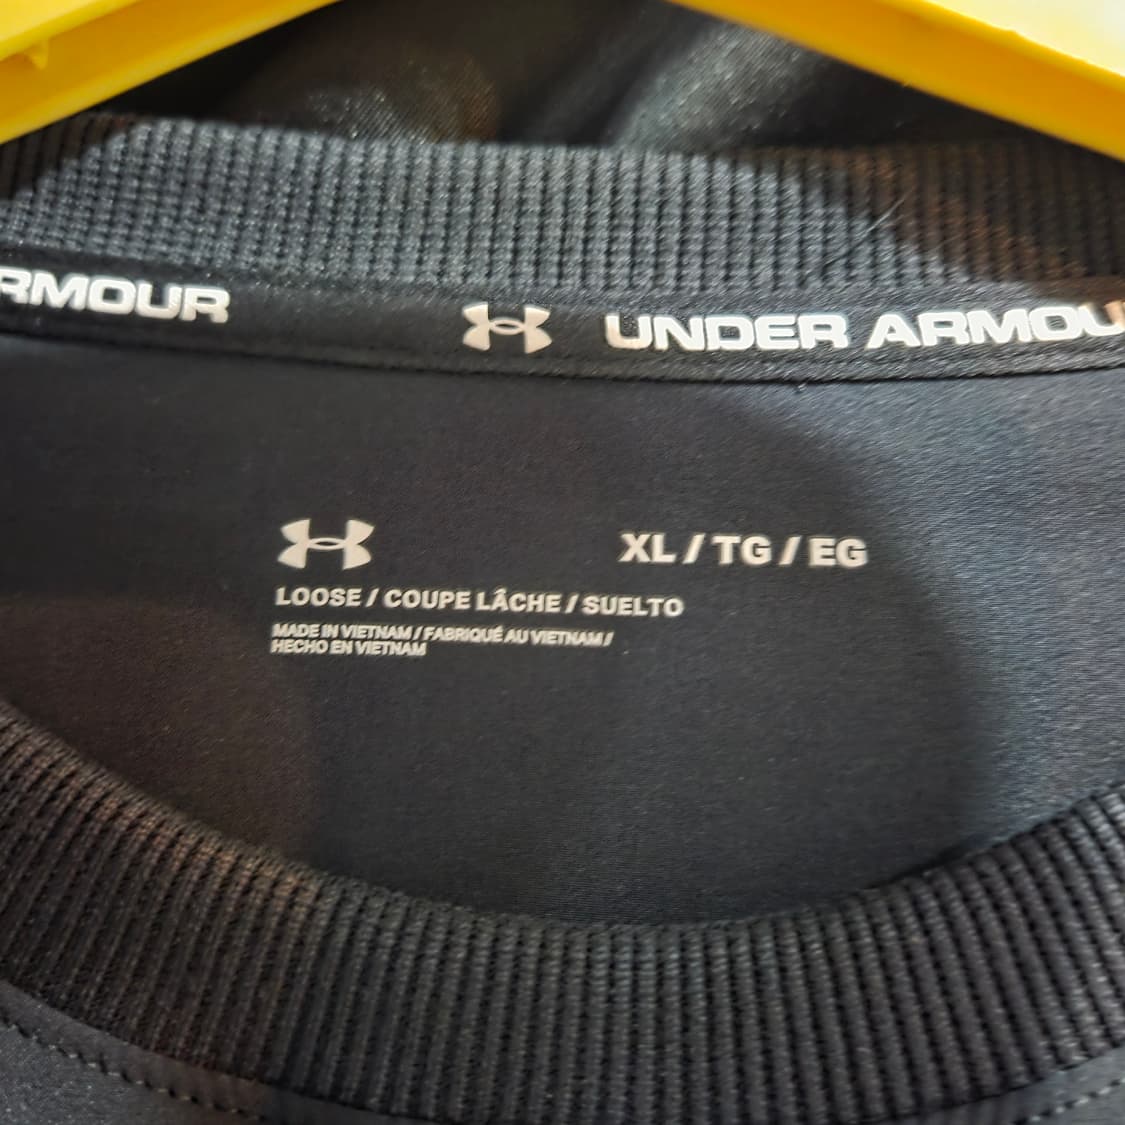 RMOUR UNDER ARMOU
XL / TG / EG
LOOSE / COUPE LÂCHE / SUELTO
MADE IN VIETNAM / FABRIQUÉ AU VIETNAM /
HECHO EN VIETNAM